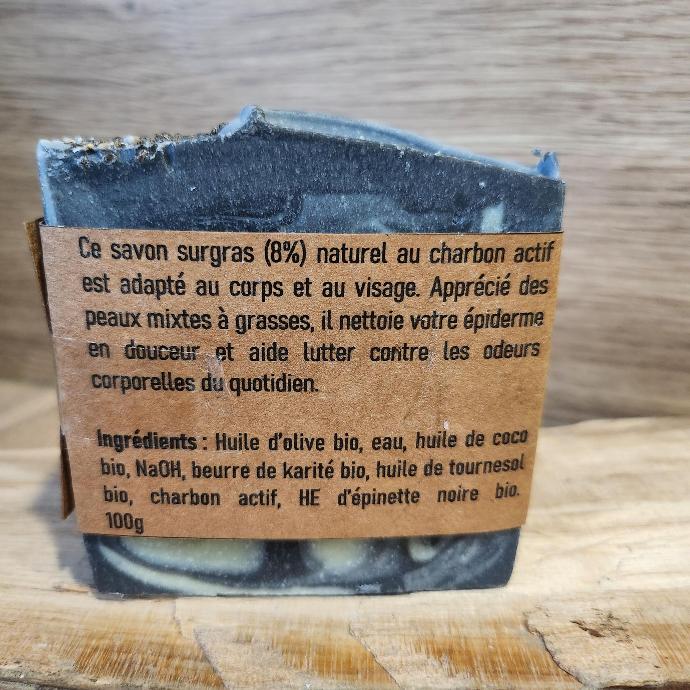 Ce savon surgras (8%) naturel au charbon actif
est adapté au corps et au visage. Apprécié des
peaux mixtes à grasses, il nettoie votre épiderme
en douceur et aide lutter contre les odeurs
corporelles du quotidien.
Ingrédients : Huile d'olive bio, eau, huile de coco
bio, NaOH, beurre de karité bio, huile de tournesol
bio, charbon actif, HE d'épinette noire bio.
100g